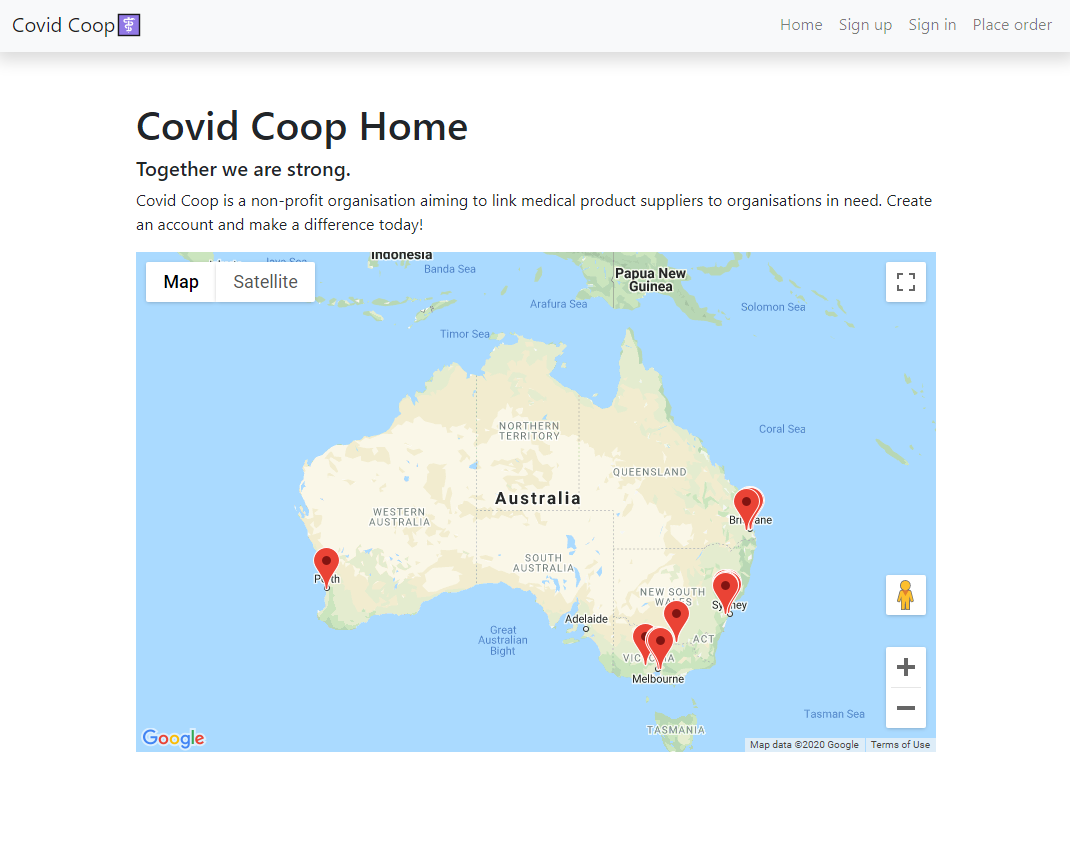 Covid Coop
Home Sign up Sign in Place order
Covid Coop Home
Together we are strong.
Covid Coop is a non-profit organisation aiming to link medical product suppliers to organisations in need. Create
an account and make a difference today!
Map Satellite
Indonesia
Java Sea
Banda Sea
Papua New
Guinea
Arafura Sea
Solomon Sea
Timor Sea
NORTHERN
TERRITORY
Coral Sea
QUEENSLAND
Australia
WESTERN
AUSTRALIA
Brisbane
SOUTH
AUSTRALIA
Perth
NEW SOUTH
WALES
Sydney
Adelaide
Great
Australian
Bight
ACT
VICTORIA
Melbourne
Tasman Sea
TASMANIA
Google
Map data ©2020 Google
Terms of Use